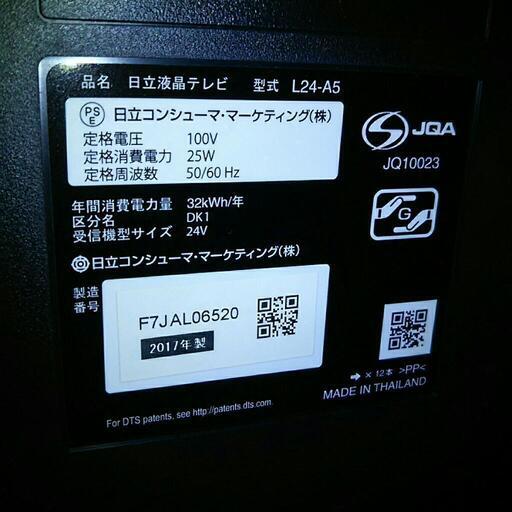 品名 日立液晶テレビ 型式 L24-A5
PS
E
日立コンシューマ・マーケティング(株)
定格電圧 100V
定格消費電力 25W
定格周波数 50/60 Hz
JQA
JQ10023
年間消費電力量 32kWh/年
区分名 DK1
受信機型サイズ 24V
G
日立コンシューマ・マーケティング(株)
製造
番号
F7JAL06520
2017年製
→ × 12本 >PP<
MADE IN THAILAND
For DTS patents, see http://patents.dts.com.